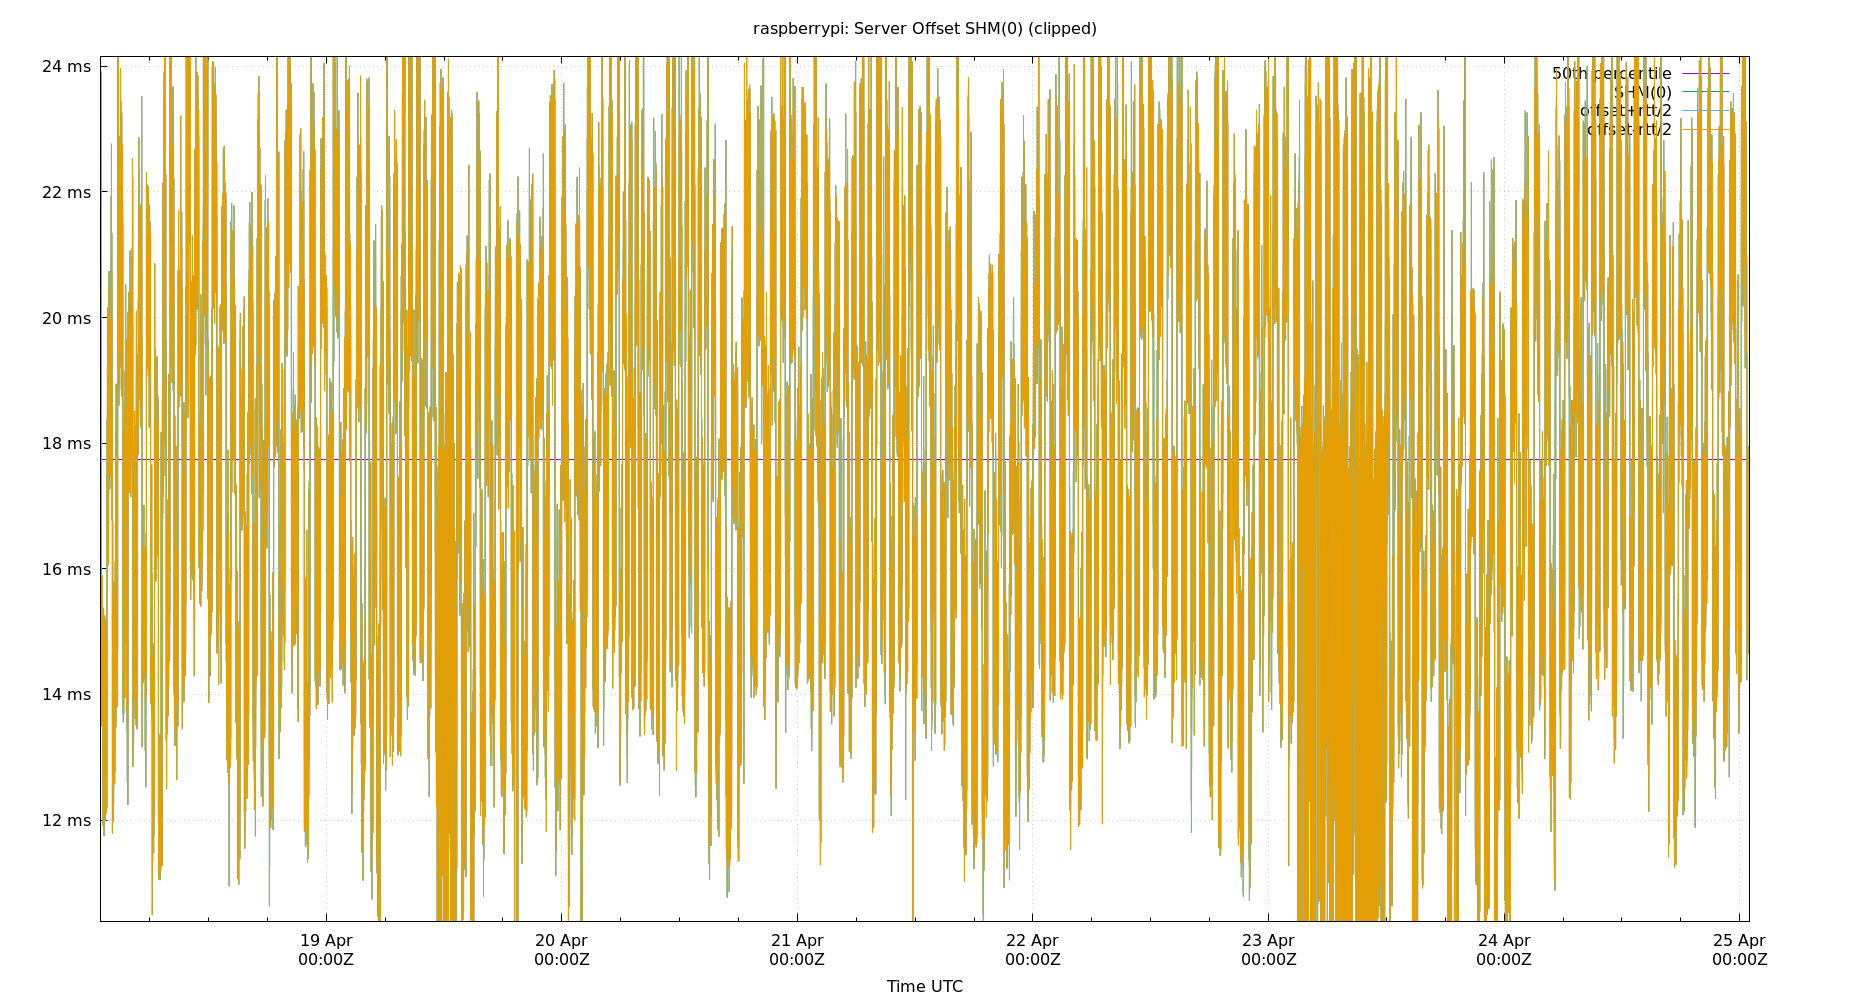 raspberrypi: Server Offset SHM(0) (clipped)
24 ms
22 ms
20 ms
18 ms
16 ms
14 ms
12 ms
50th percentile
SHM(0)
offset+rtt/2
offset-rtt/2
19 Apr
00:00Z
20 Apr
00:00Z
21 Apr
00:00Z
22 Apr
00:00Z
23 Apr
00:00Z
24 Apr
00:00Z
25 Apr
00:00Z
Time UTC